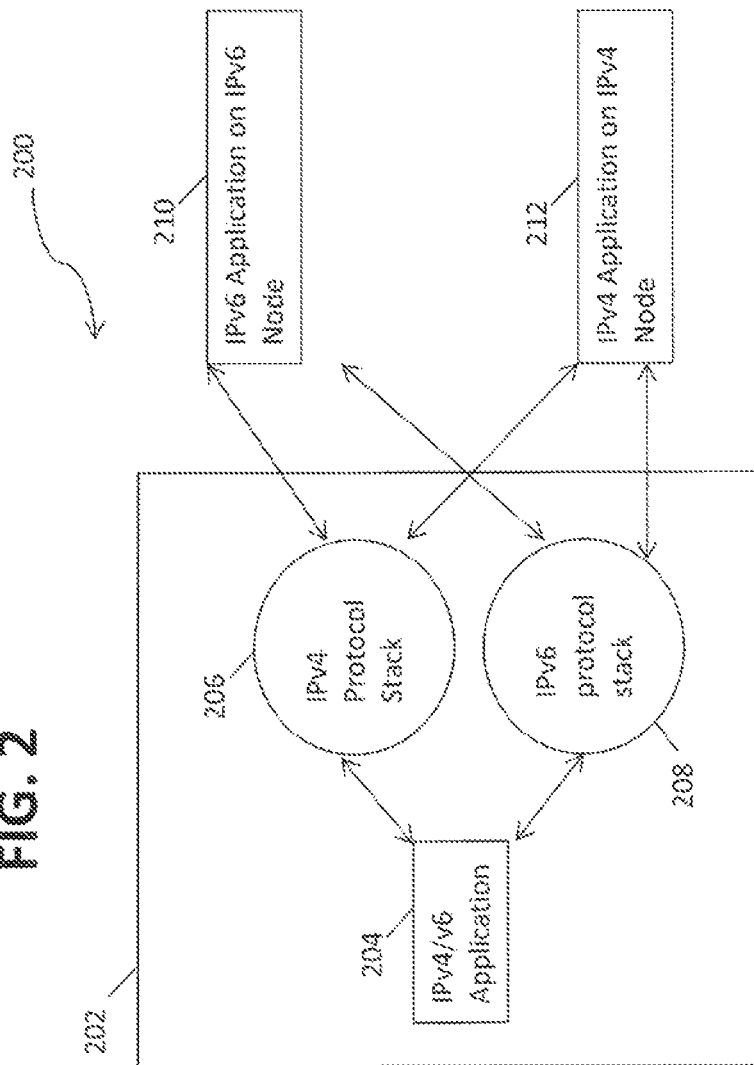 FIG. 2
200
202
204
IPv4/v6
Application
206
IPv4
Protocol
Stack
208
IPv6
protocol
stack
210
IPv6 Application on IPv6
Node
212
IPv4 Application on IPv4
Node